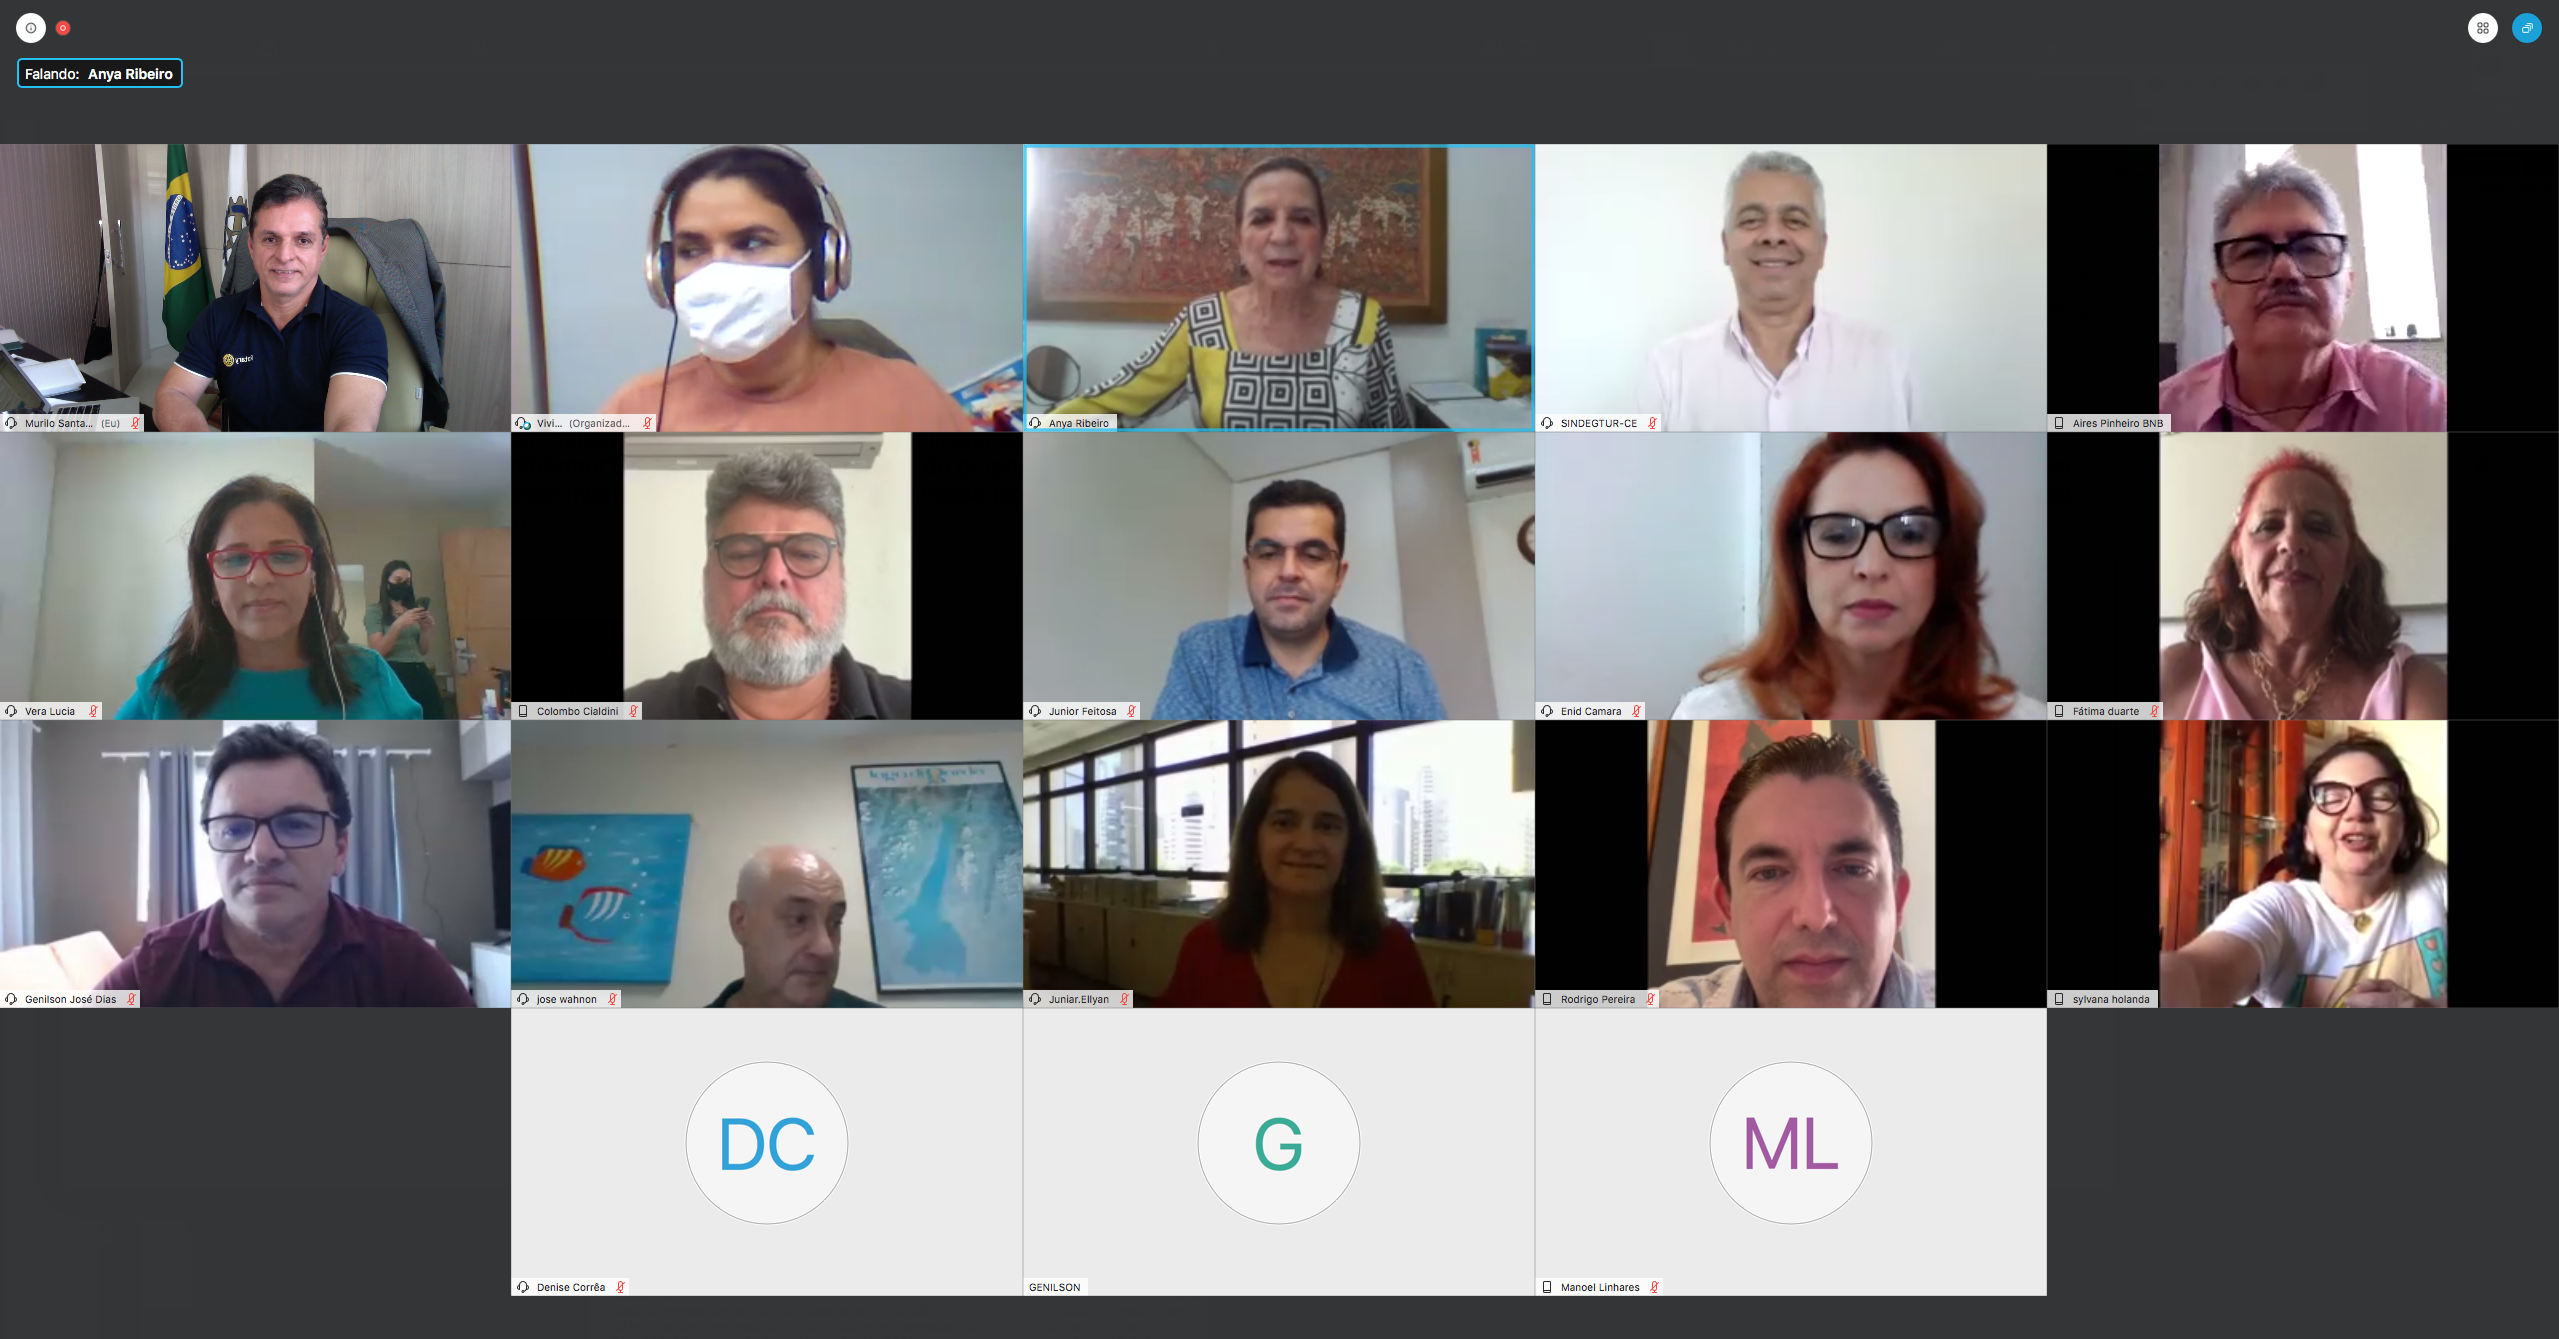 Falando: Anya Ribeiro
Murilo Santa... (Eu)
Vivi... (Organizad...
Anya Ribeiro
SINDEGTUR-CE
Aires Pinheiro BNB
Vera Lucia
Colombo Cialdini
Junior Feitosa
Enid Camara
Fátima duarte
Genilson José Dias
jose wahnon
Juniar.Ellyan
Rodrigo Pereira
sylvana holanda
DC
G
ML
Denise Corrêa
GENILSON
Manoel Linhares